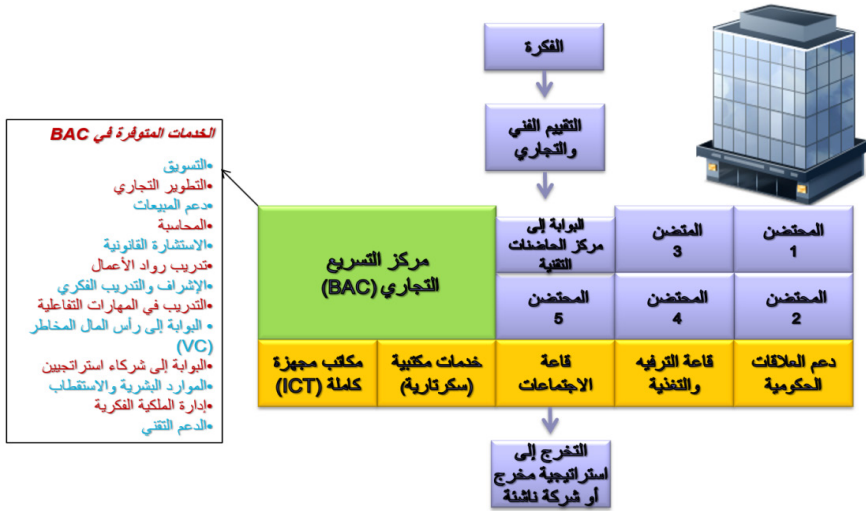 الفكرة
التقييم الفني
والتجاري
الخدمات المتوفرة في BAC
•التسويق
•التطوير التجاري
•دعم المبيعات
•المحاسبة
•الاستشارة القانونية
•تدريب رواد الأعمال
•الإشراف والتدريب الفكري
•التدريب في المهارات التفاعلية
• البوابة إلى رأس المال المخاطر
(VC)
•البوابة إلى شركاء استراتجيين
•الموارد البشرية والاستقطاب
•إدارة الملكية الفكرية
•الدعم التقني
المحتضن
1
المتضن
3
البوابة إلى
مركز الحاضنات
التقنية
مركز التسريع
التجاري (BAC)
المحتضن
2
المحتضن
4
المحتضن
5
دعم العلاقات
الحكومية
قاعة الترفيه
والتغذية
قاعة
الاجتماعات
خدمات مكتبية
(سكرتارية)
مكاتب مجهزة
كاملة (ICT)
التخرج إلى
استراتيجية مخرج
أو شركة ناشئة